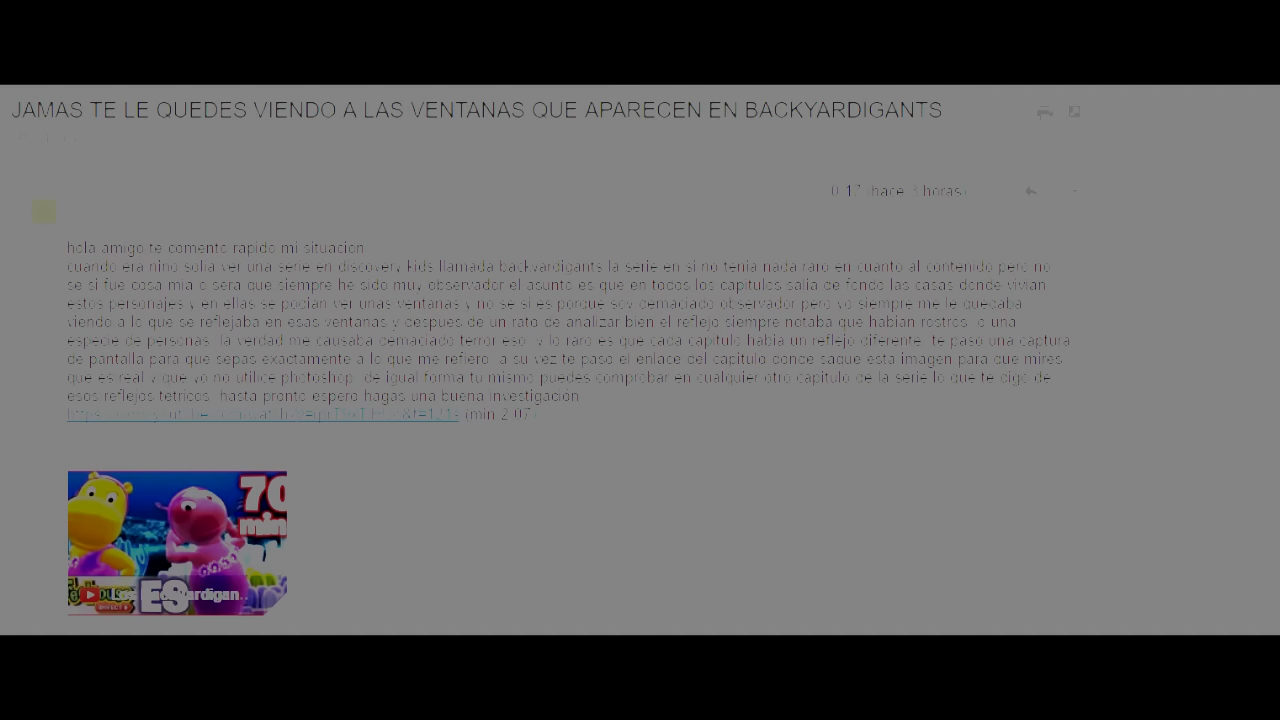 JAMAS TE LE QUEDES VIENDO A LAS VENTANAS QUE APARECEN EN BACKYARDIGANTS
(hace 3 horas)
hola amigo te comento rapido mi situacion
cuando era nino solia ver una serie en discovery kids llamada backyardigants la serie en si no tenia nada raro en cuanto al contenido pero no
se si fue cosa mia o sera que siempre he sido muy observador el asunto es que en todos los capitulos salia de fondo las casas donde vivian
estos personajes y en ellas se podian ver unas ventanas y no se si es porque soy demaciado observador pero yo siempre me le quedaba
viendo a lo que se reflejaba en esas ventanas y despues de un rato de analizar bien el reflejo siempre notaba que habian rostros o una
especie de personas la verdad me causaba demaciado terror eso y lo raro es que cada capitulo habia un reflejo diferente te paso una captura
de pantalla para que sepas exactamente a lo que me refiero a su vez te paso el enlace del capitulo donde saque esta imagen para que mires
que es real y que yo no utilice photoshop de igual forma tu mismo puedes comprobar en cualquier otro capitulo de la serie lo que te digo de
esos reflejos tetricos hasta pronto espero hagas una buena investigación
(min 2 07)
70
min
ES